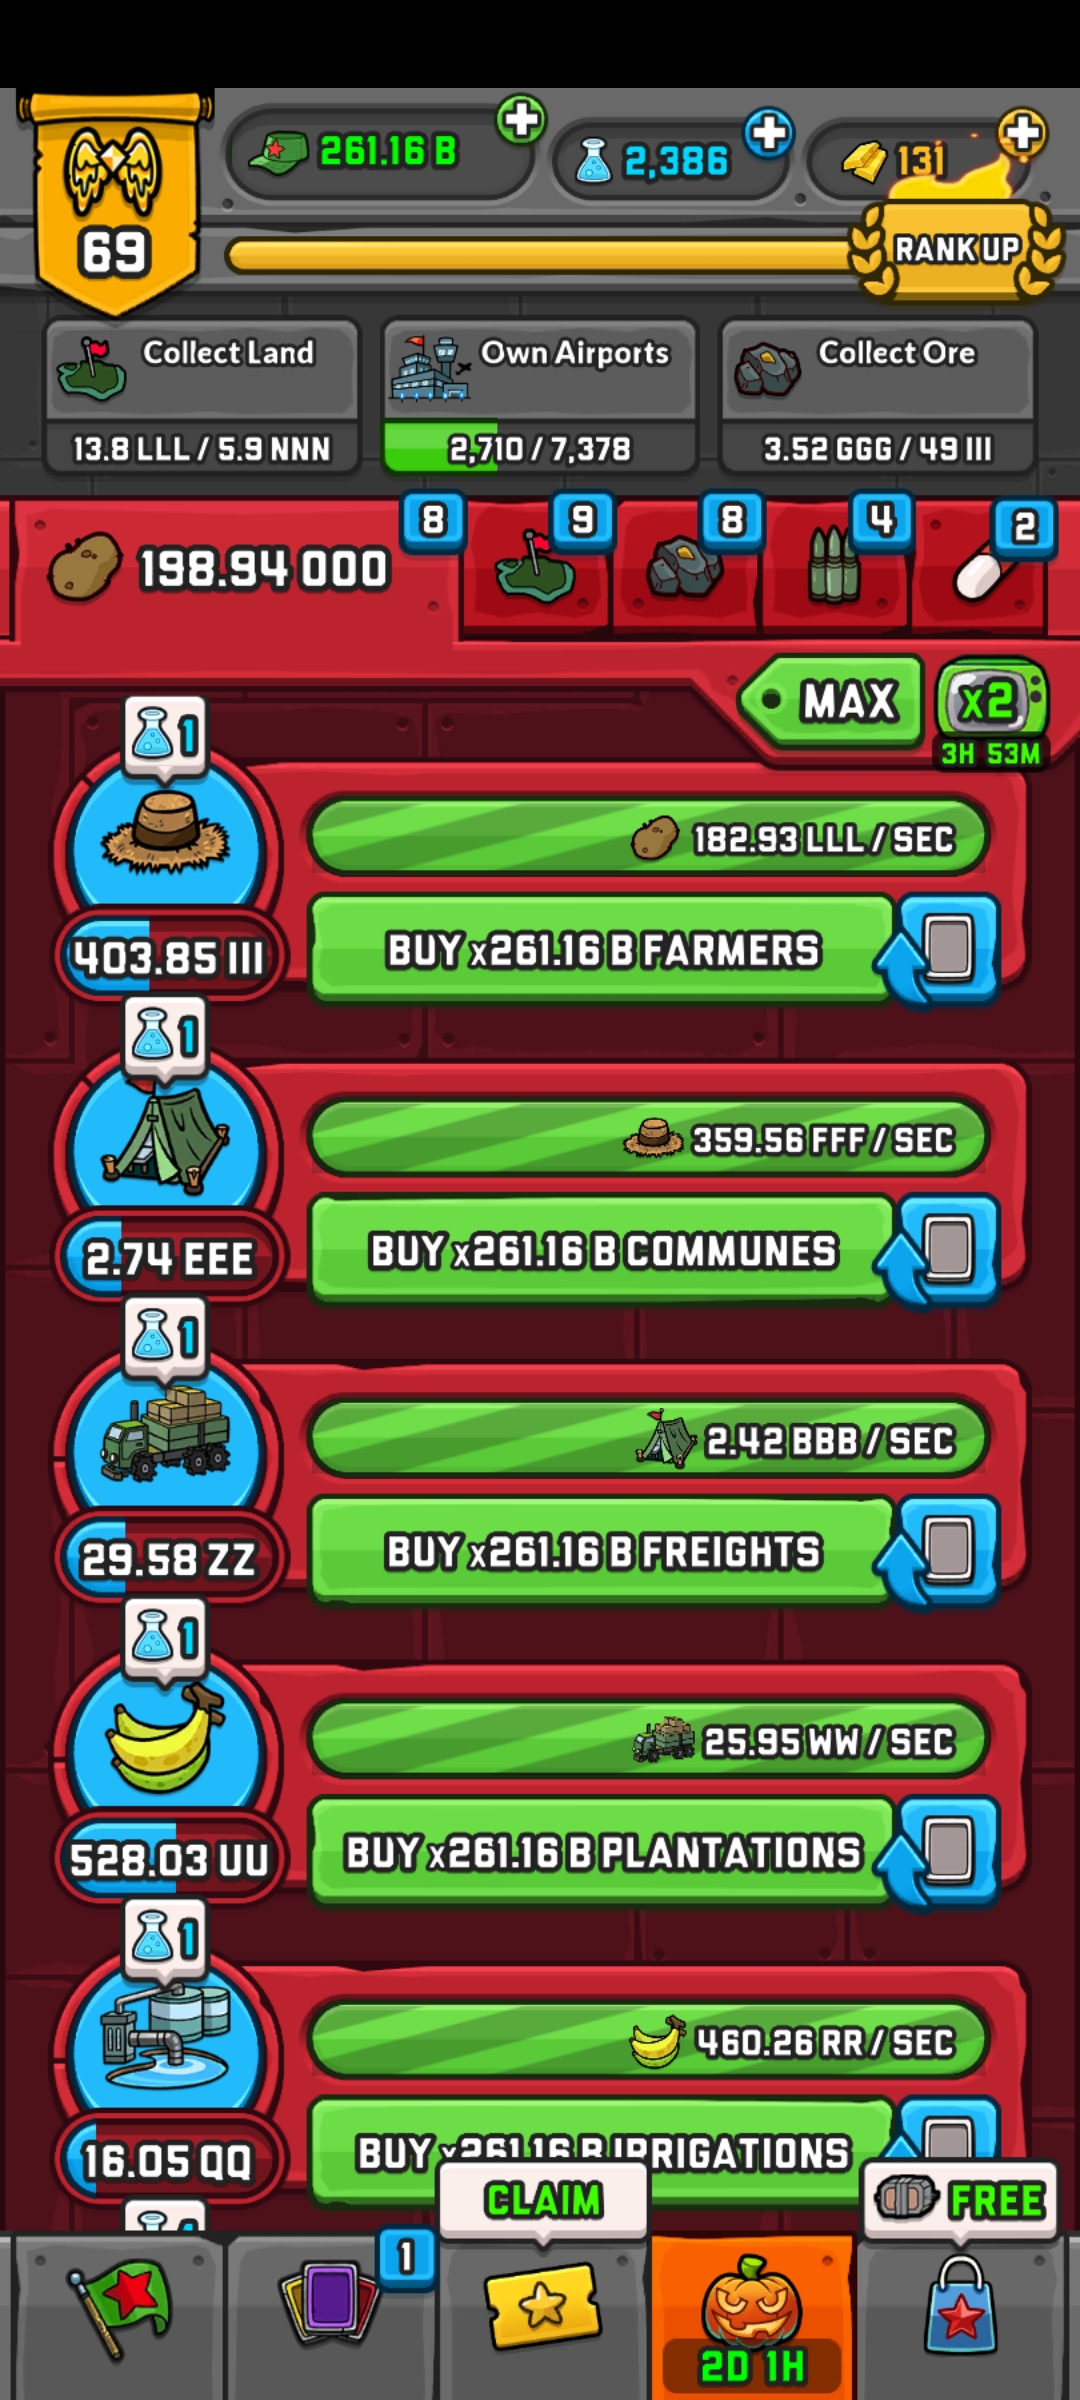 261.16 B
2,386
131
69
RANK UP
Collect Land
Own Airports
Collect Ore
13.8 LLL / 5.9 NNN
2,710 / 7,378
3.52 GGG / 49 III
198.94 OOO
8
9
8
4
2
MAX
x2
3H 53M
1
182.93 LLL / SEC
403.85 III
BUY x261.16 B FARMERS
1
359.56 FFF / SEC
2.74 EEE
BUY x261.16 B COMMUNES
1
2.42 BBB / SEC
29.58 ZZ
BUY x261.16 B FREIGHTS
1
25.95 WW / SEC
528.03 UU
BUY x261.16 B PLANTATIONS
1
460.26 RR / SEC
16.05 QQ
BUY x261.16 B IRRIGATIONS
CLAIM
FREE
1
2D 1H